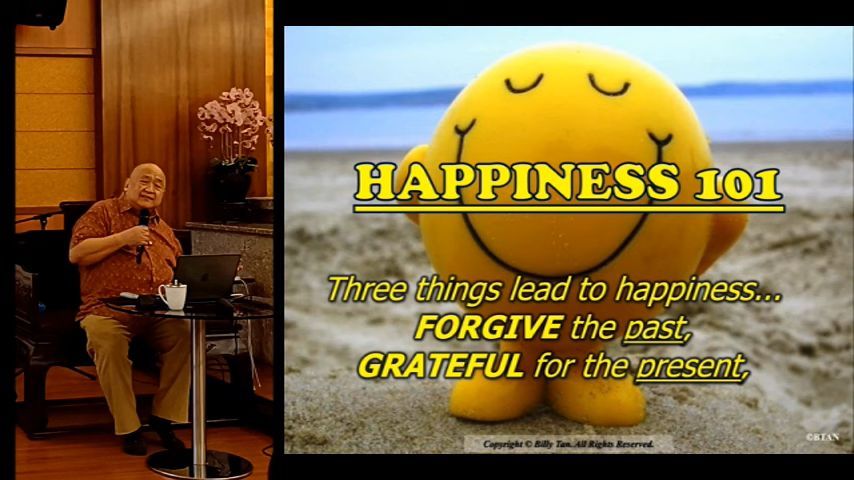 HAPPINESS 101
Three things lead to happiness...
FORGIVE the past,
GRATEFUL for the present,
Copyright © Billy Tan. All Rights Reserved.
©BTAN